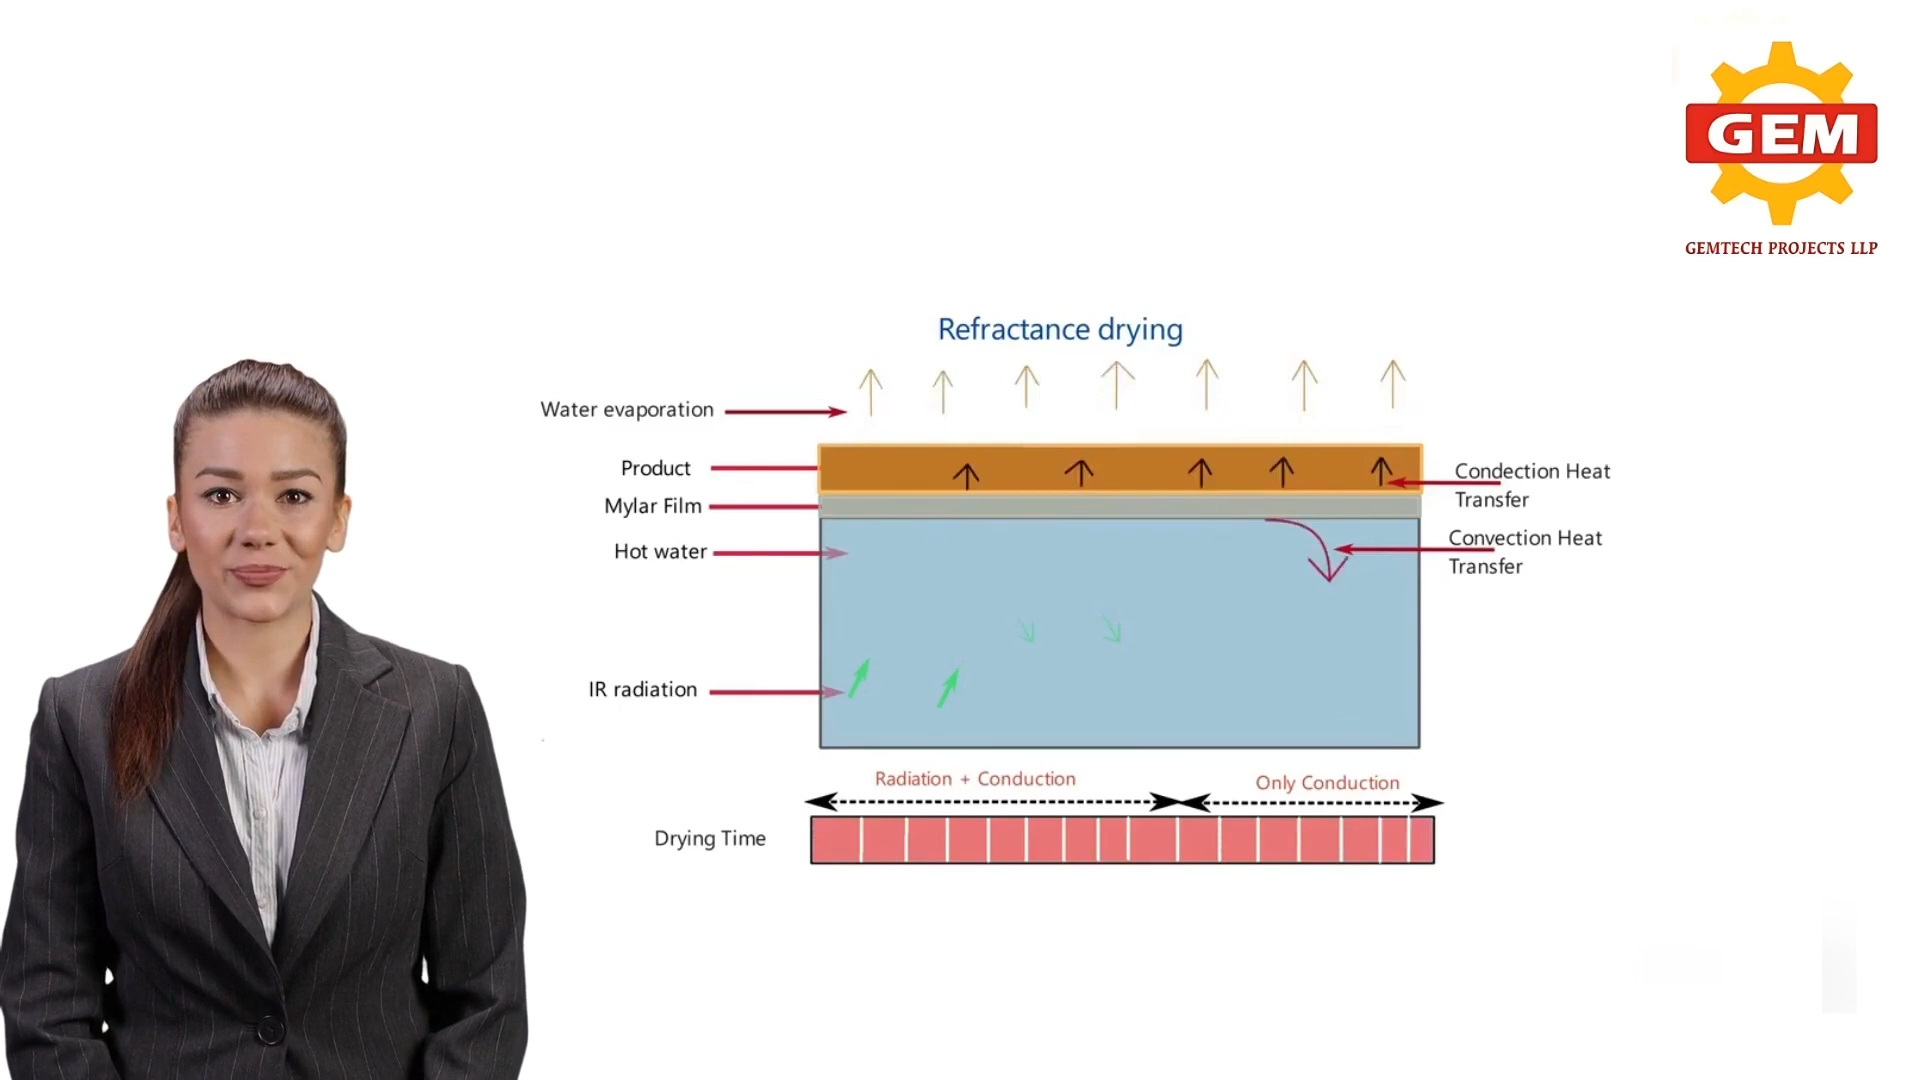 GEM
GEMTECH PROJECTS LLP
Refractance drying
Water evaporation
Product
Mylar Film
Hot water
IR radiation
Condection Heat
Transfer
Convection Heat
Transfer
Radiation + Conduction
Only Conduction
Drying Time